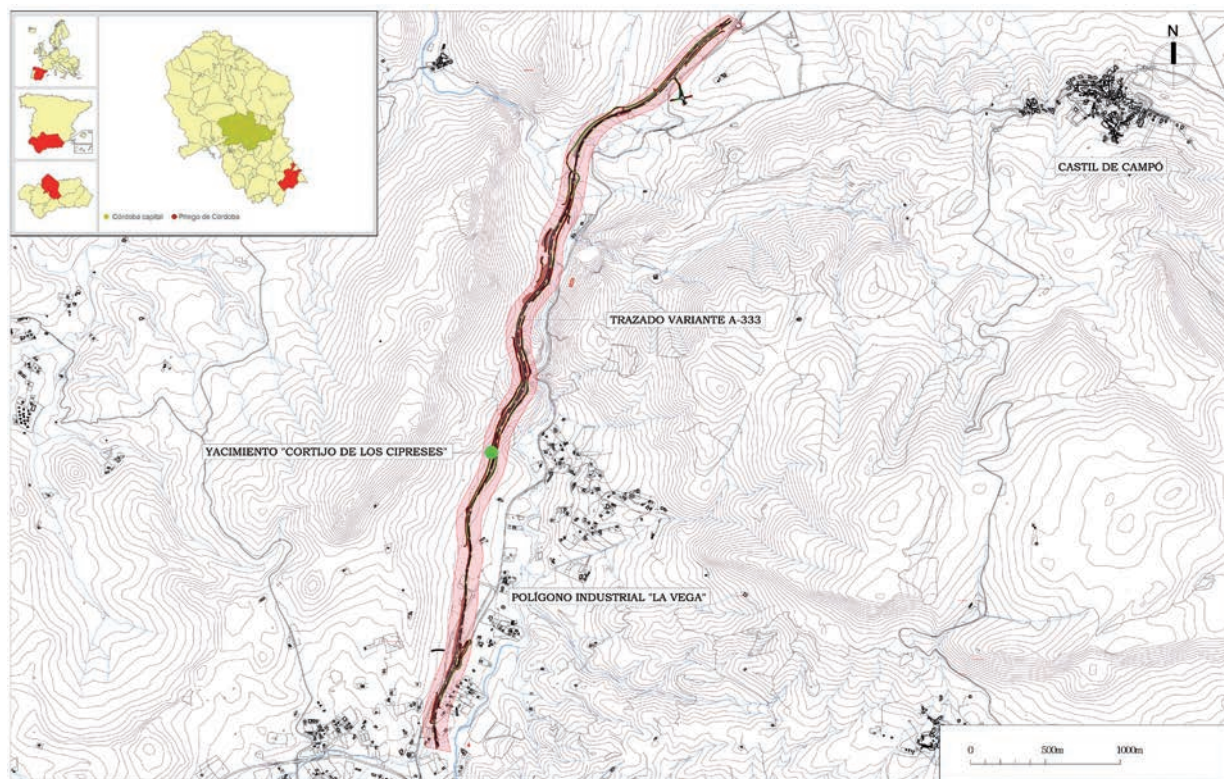 Córdoba capital Priego de Córdoba
N
CASTIL DE CAMPÓ
TRAZADO VARIANTE A-333
YACIMIENTO "CORTIJO DE LOS CIPRESES"
POLÍGONO INDUSTRIAL "LA VEGA"
0 500m 1000m